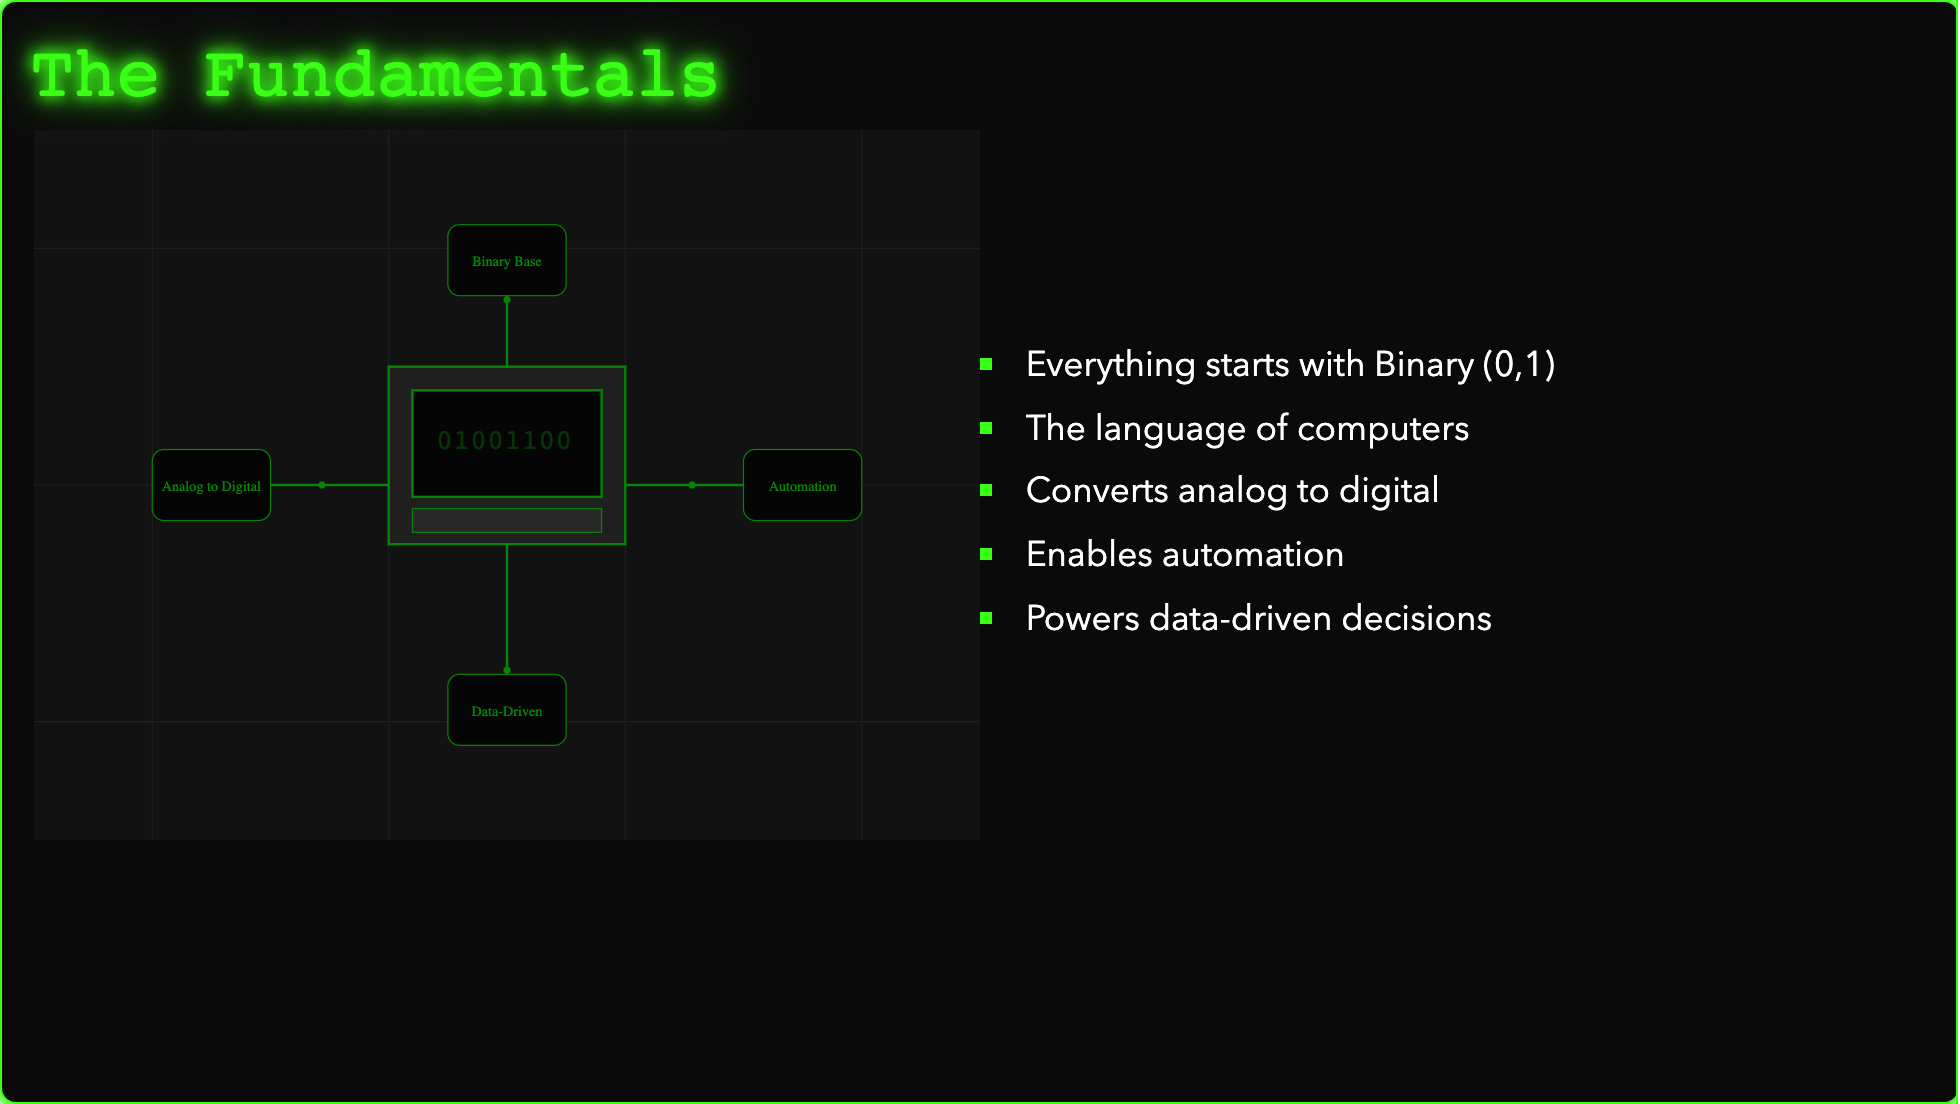 The Fundamentals
Binary Base
01001100
Analog to Digital
Automation
Data-Driven
Everything starts with Binary (0,1)
The language of computers
Converts analog to digital
Enables automation
Powers data-driven decisions